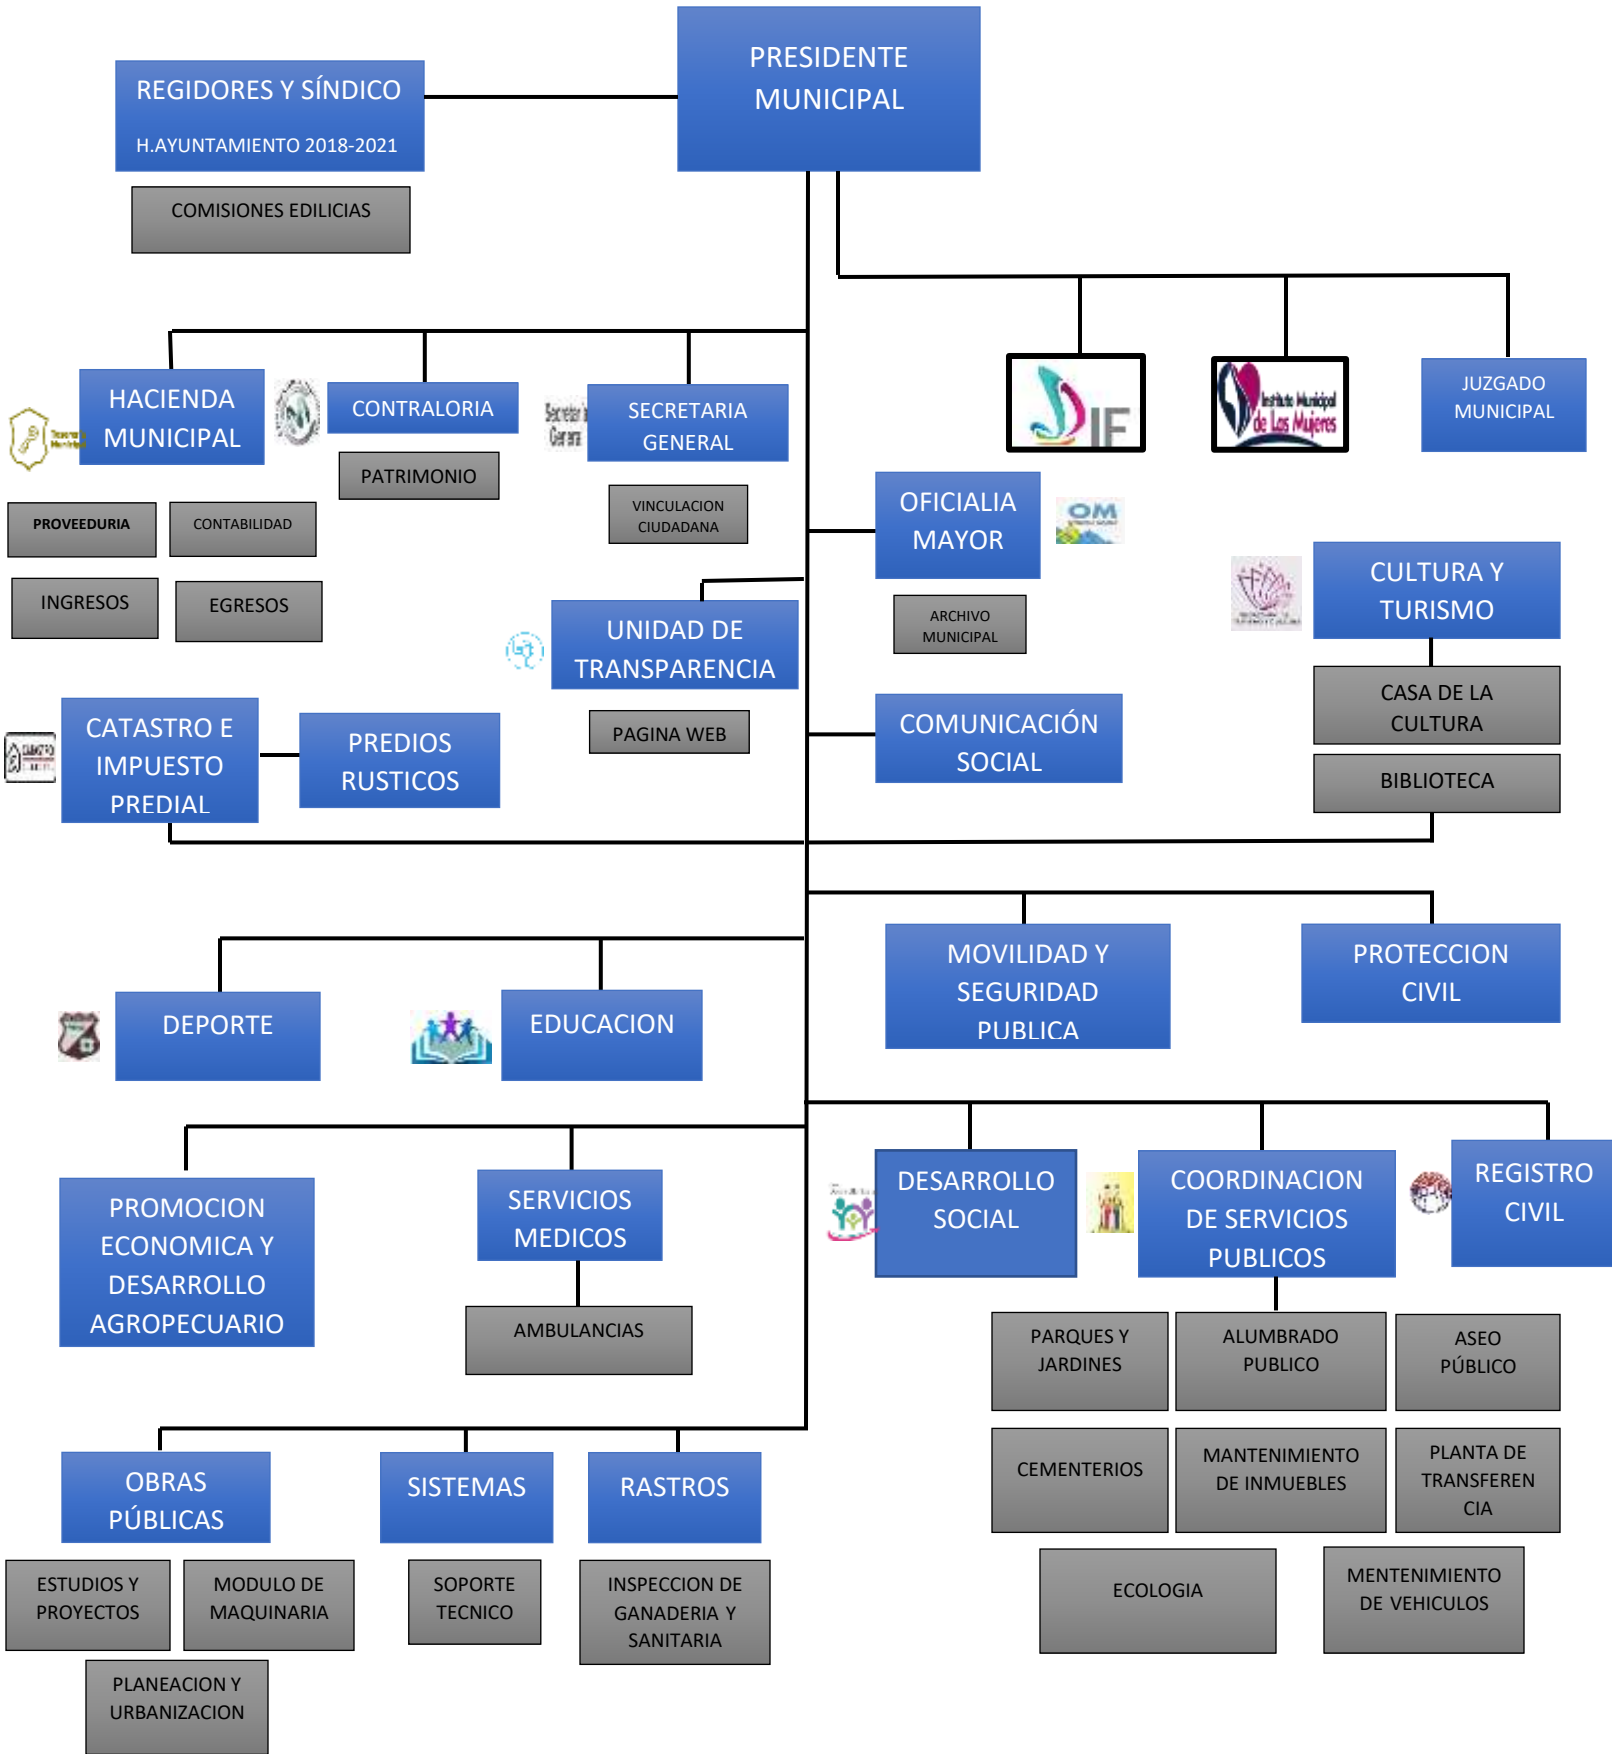 PRESIDENTE
MUNICIPAL
REGIDORES Y SÍNDICO
H.AYUNTAMIENTO 2018-2021
COMISIONES EDILICIAS
HACIENDA
MUNICIPAL
CONTRALORIA
Secretaria
General
SECRETARIA
GENERAL
DIF
Instituto Municipal
de Las Mujeres
JUZGADO
MUNICIPAL
PATRIMONIO
PROVEEDURIA
CONTABILIDAD
VINCULACION
CIUDADANA
OFICIALIA
MAYOR
OM
INGRESOS
EGRESOS
UNIDAD DE
TRANSPARENCIA
ARCHIVO
MUNICIPAL
CULTURA Y
TURISMO
CATASTRO E
IMPUESTO
PREDIAL
PREDIOS
RUSTICOS
PAGINA WEB
COMUNICACIÓN
SOCIAL
CASA DE LA
CULTURA
BIBLIOTECA
DEPORTE
EDUCACION
MOVILIDAD Y
SEGURIDAD
PUBLICA
PROTECCION
CIVIL
PROMOCION
ECONOMICA Y
DESARROLLO
AGROPECUARIO
SERVICIOS
MEDICOS
AMBULANCIAS
DESARROLLO
SOCIAL
COORDINACION
DE SERVICIOS
PUBLICOS
REGISTRO
CIVIL
PARQUES Y
JARDINES
ALUMBRADO
PUBLICO
ASEO
PÚBLICO
CEMENTERIOS
MANTENIMIENTO
DE INMUEBLES
PLANTA DE
TRANSFEREN
CIA
ECOLOGIA
MENTENIMIENTO
DE VEHICULOS
OBRAS
PÚBLICAS
SISTEMAS
RASTROS
ESTUDIOS Y
PROYECTOS
MODULO DE
MAQUINARIA
SOPORTE
TECNICO
INSPECCION DE
GANADERIA Y
SANITARIA
PLANEACION Y
URBANIZACION